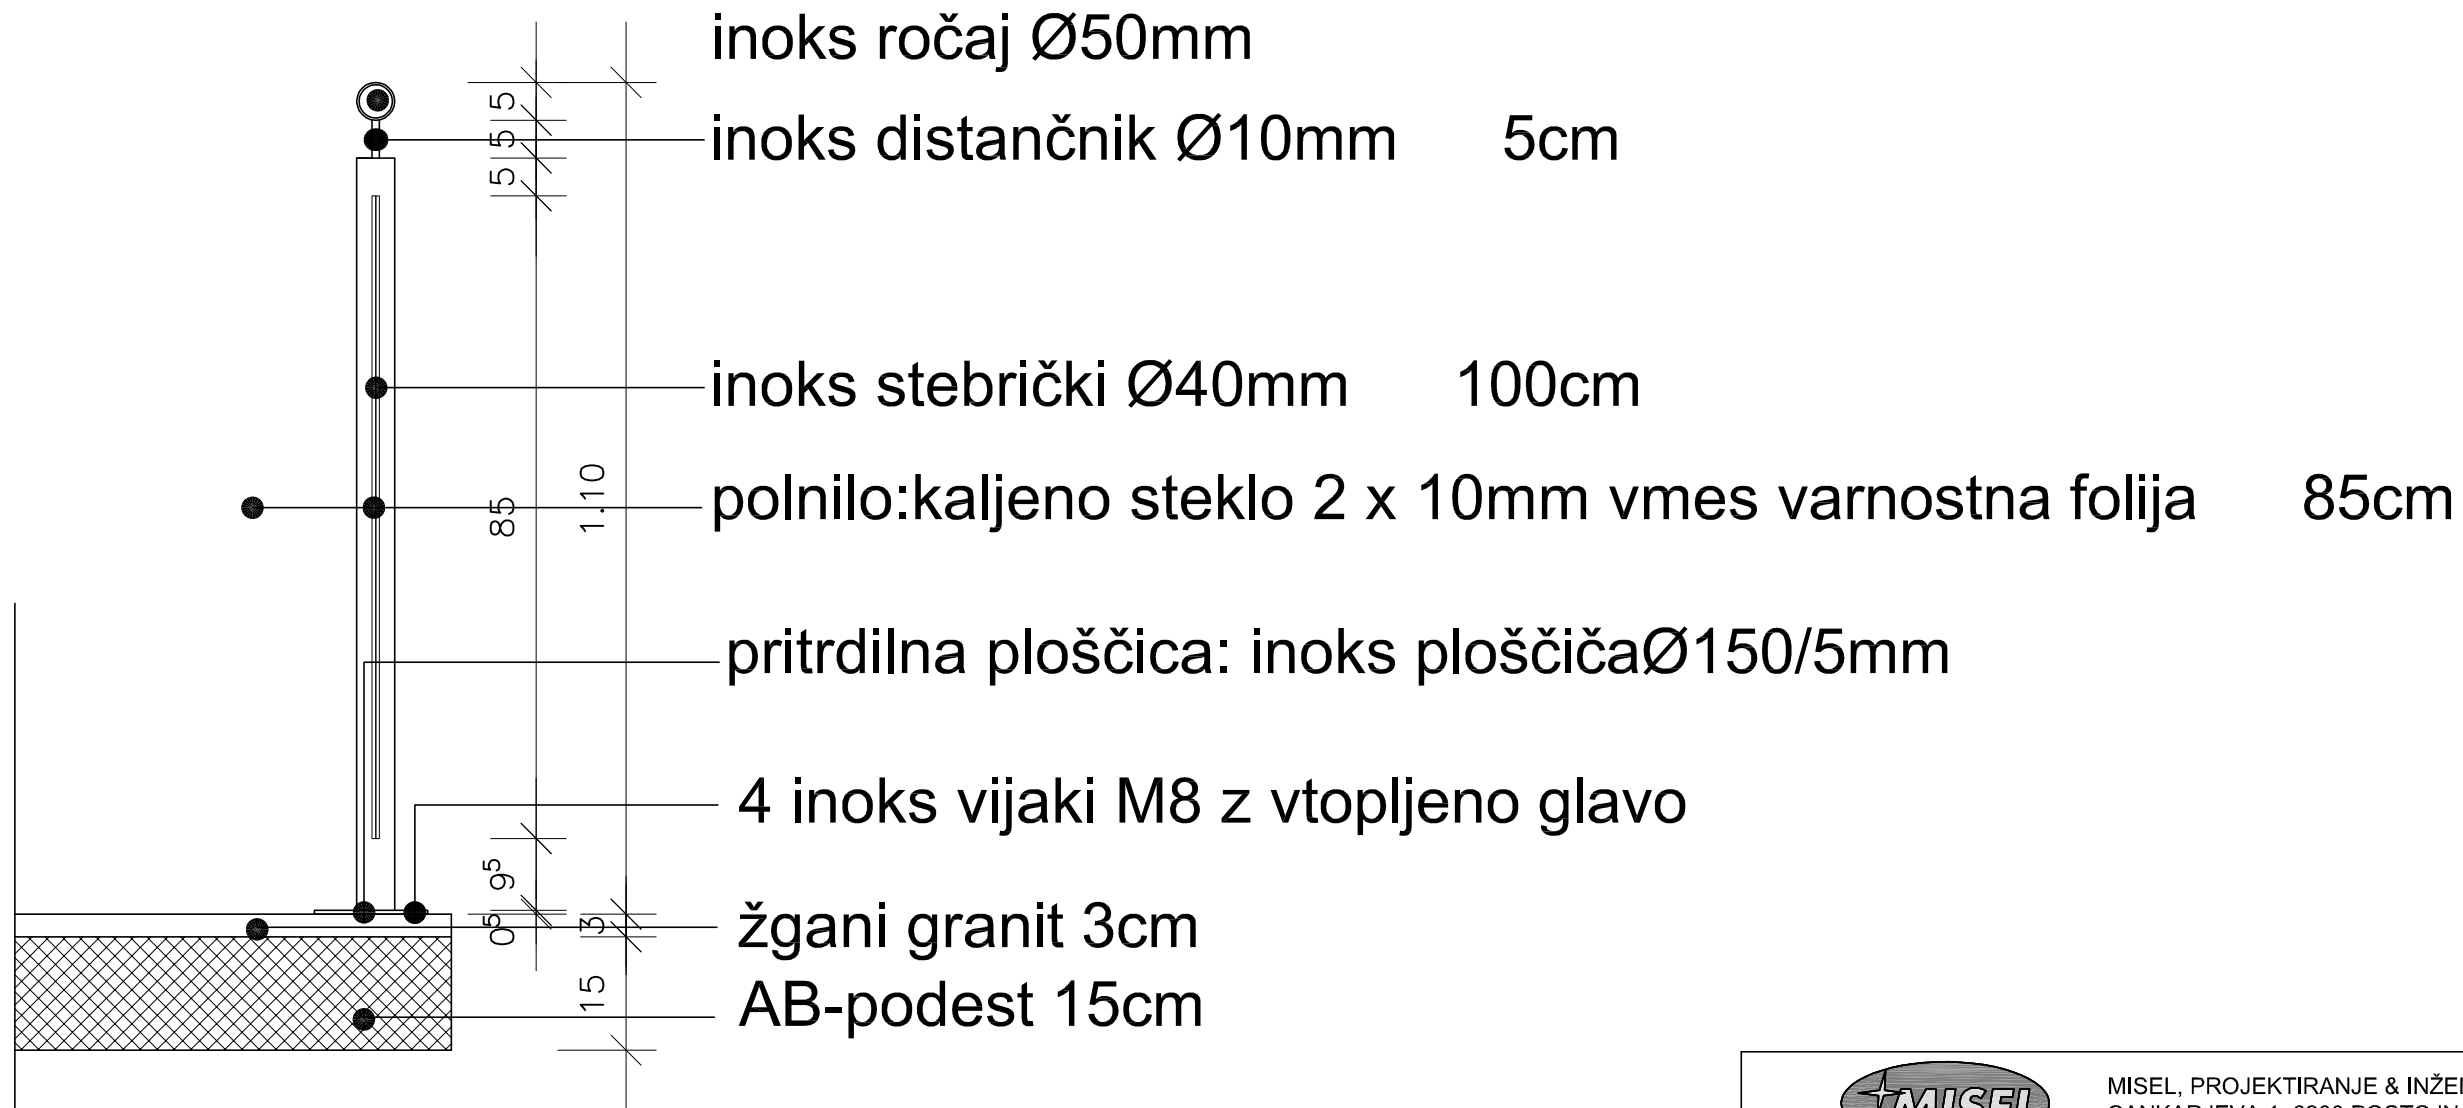 inoks ročaj Ø50mm
inoks distančnik Ø10mm 5cm
inoks stebrički Ø40mm 100cm
polnilo:kaljeno steklo 2 x 10mm vmes varnostna folija 85cm
pritrdilna ploščica: inoks ploščičaØ150/5mm
4 inoks vijaki M8 z vtopljeno glavo
žgani granit 3cm
AB-podest 15cm
5
5
5
85
1.10
9⁵
0⁵
3
15
MISEL
MISEL, PROJEKTIRANJE &